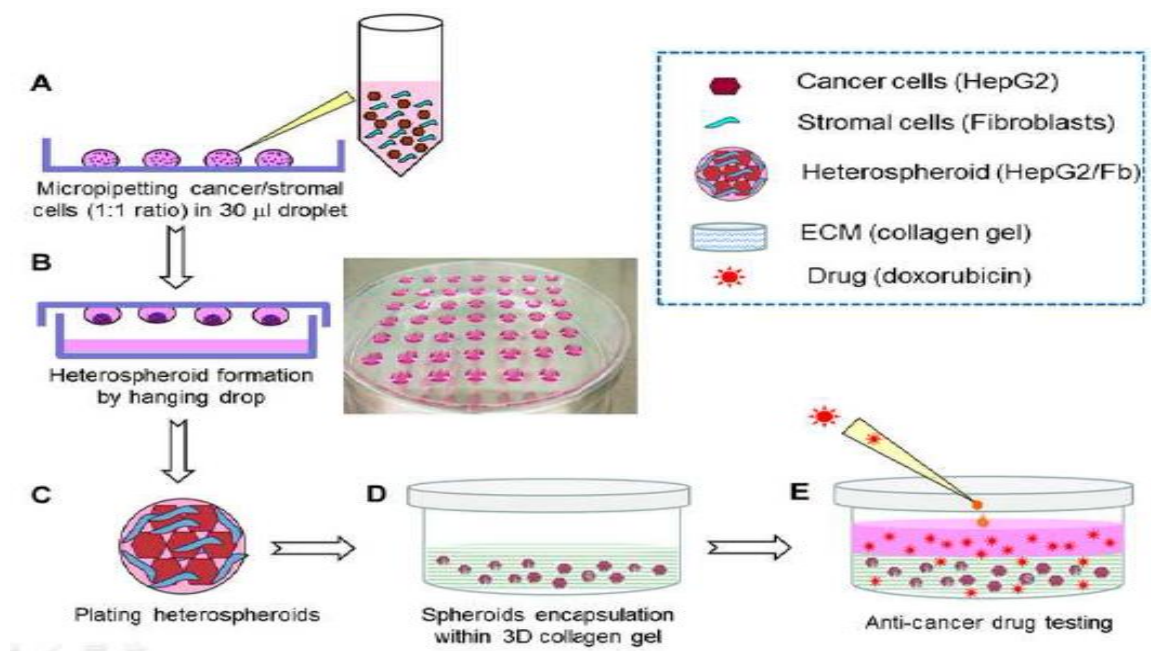 A
Micropipetting cancer/stromal
cells (1:1 ratio) in 30 µl droplet
Cancer cells (HepG2)
Stromal cells (Fibroblasts)
Heterospheroid (HepG2/Fb)
ECM (collagen gel)
Drug (doxorubicin)
B
Heterospheroid formation
by hanging drop
C
Plating heterospheroids
D
Spheroids encapsulation
within 3D collagen gel
E
Anti-cancer drug testing